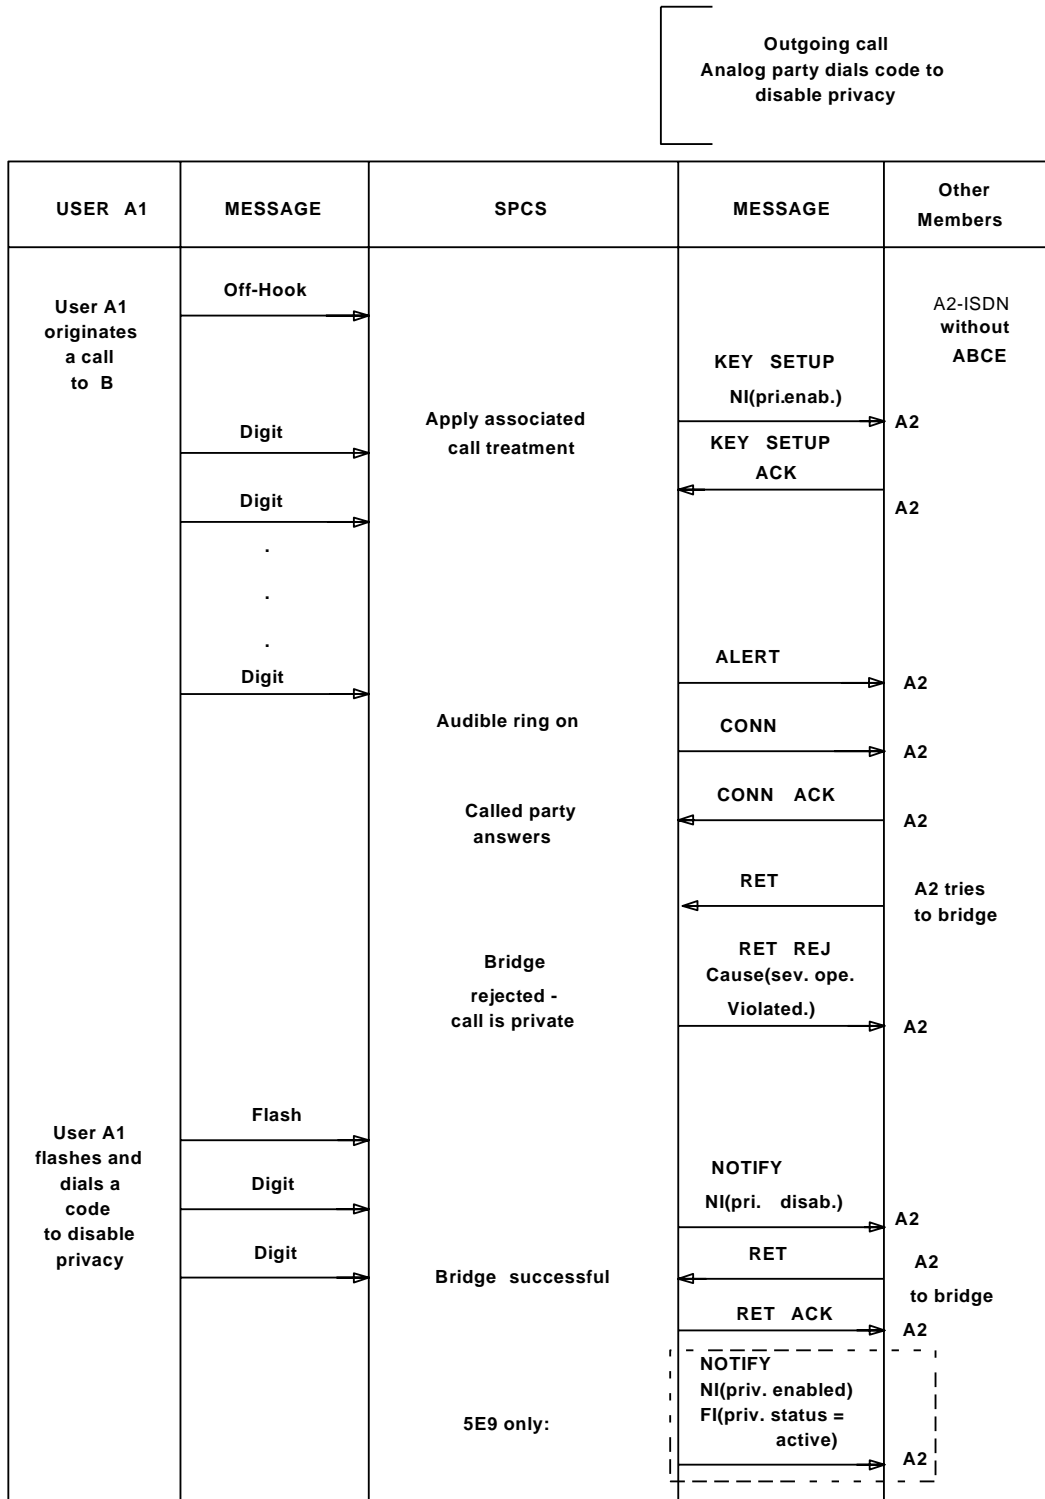 Outgoing call
Analog party dials code to
disable privacy
USER A1
MESSAGE
SPCS
MESSAGE
Other
Members
User A1
originates
a call
to B
Off-Hook
A2-ISDN
without
ABCE
KEY SETUP
NI(pri.enab.)
A2
Digit
Apply associated
call treatment
KEY SETUP
ACK
A2
Digit
.
.
.
Digit
ALERT
A2
Audible ring on
CONN
A2
Called party
answers
CONN ACK
A2
RET
A2 tries
to bridge
Bridge
rejected -
call is private
RET REJ
Cause(sev. ope.
Violated.)
A2
User A1
flashes and
dials a
code
to disable
privacy
Flash
Digit
NOTIFY
NI(pri. disab.)
A2
Digit
Bridge successful
RET
A2
to bridge
RET ACK
A2
5E9 only:
NOTIFY
NI(priv. enabled)
FI(priv. status =
active)
A2